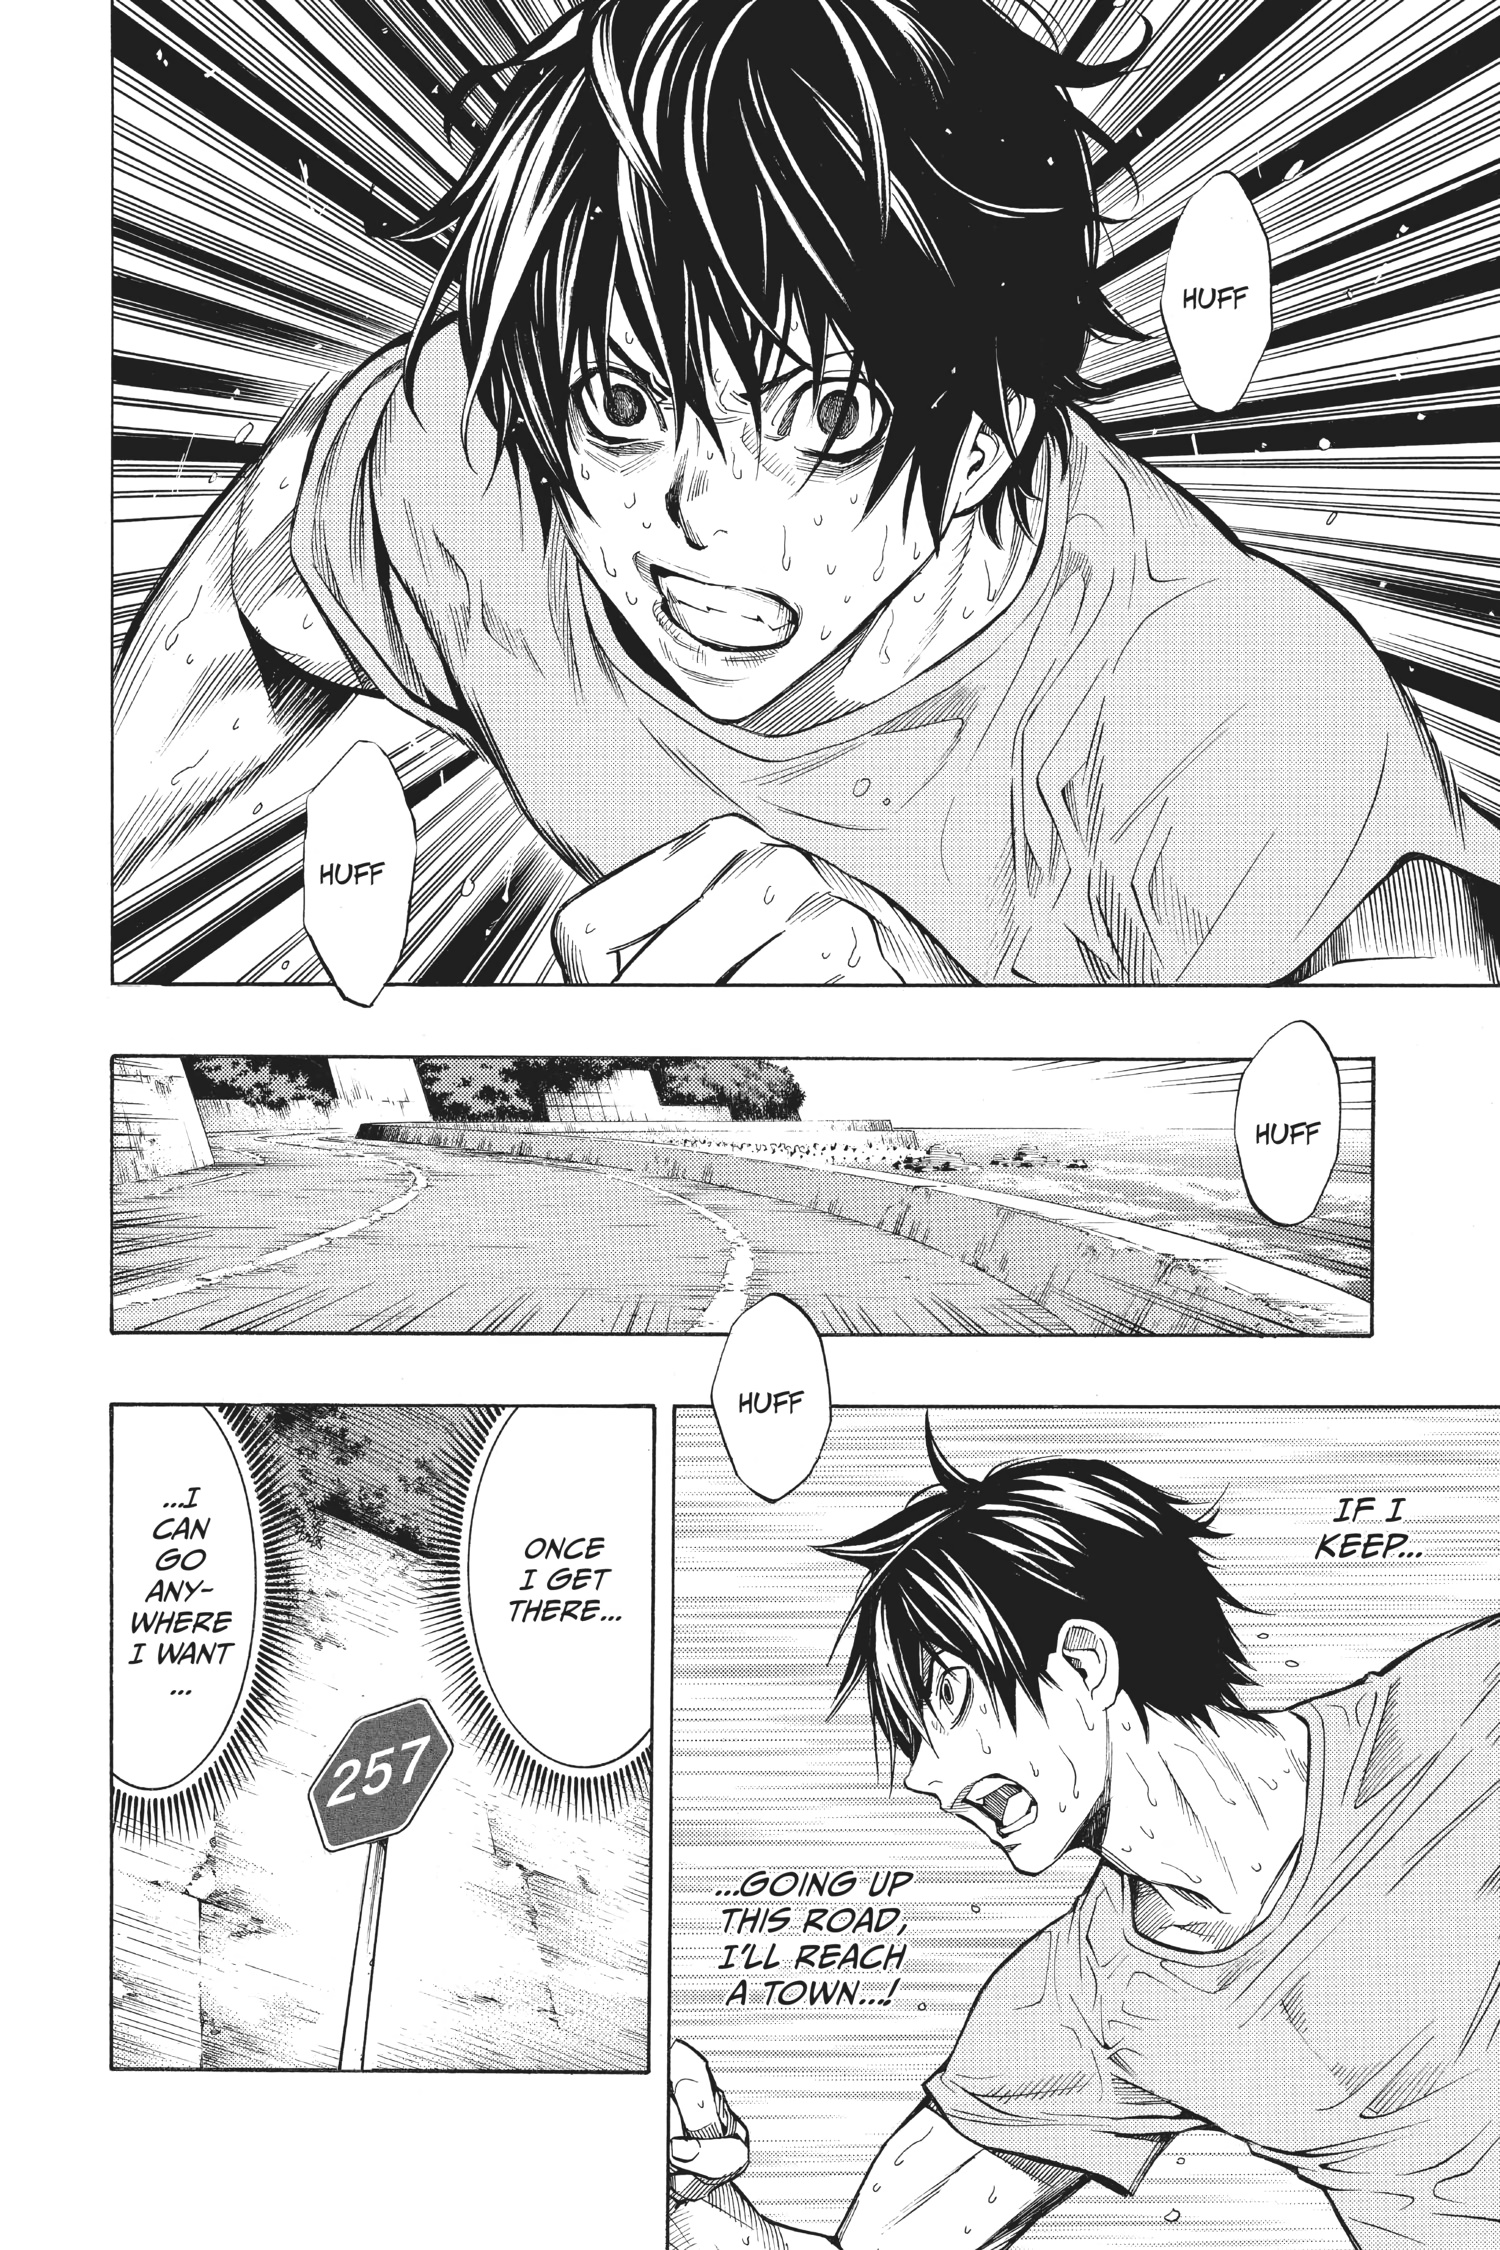 HUFF
HUFF
HUFF
HUFF
IF I
KEEP...
...GOING UP
THIS ROAD,
I'LL REACH
A TOWN...!
ONCE
I GET
THERE...
...I
CAN
GO
ANY-
WHERE
I WANT
...
257